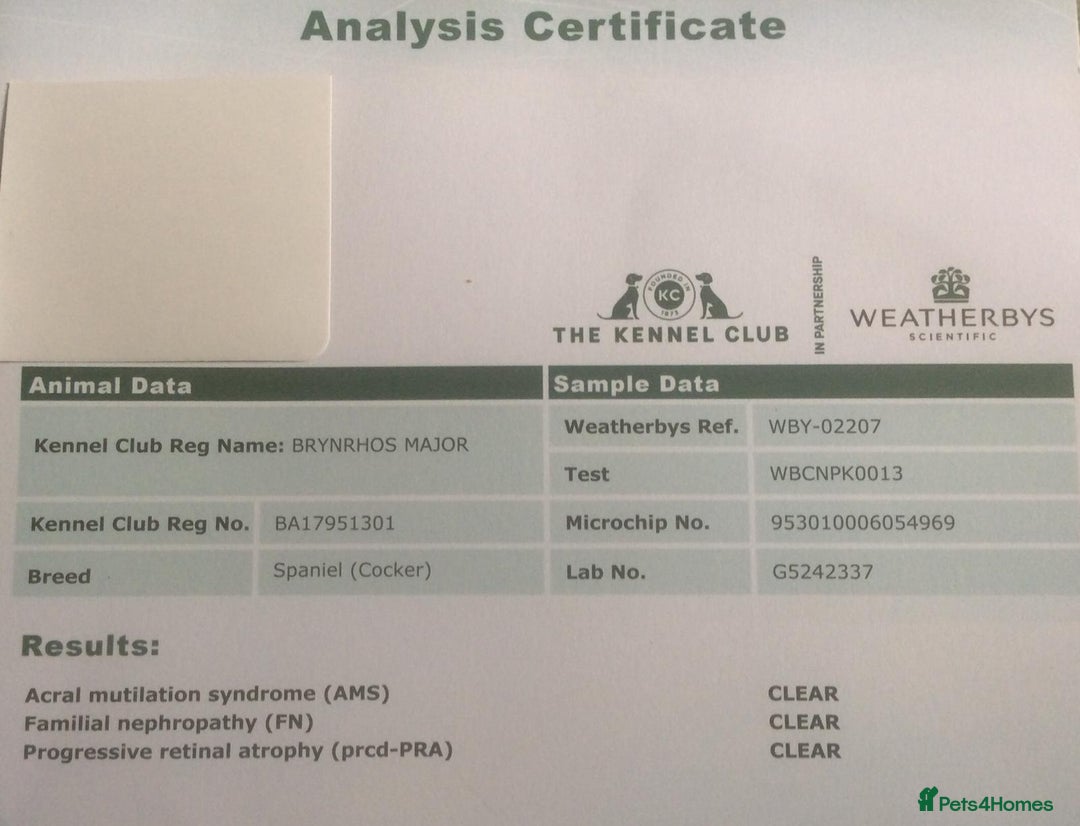 Analysis Certificate
FOUNDED IN
KC
1873
THE KENNEL CLUB
IN PARTNERSHIP
WEATHERBYS
SCIENTIFIC
Animal Data
Kennel Club Reg Name: BRYNRHOS MAJOR
Kennel Club Reg No. BA17951301
Breed Spaniel (Cocker)
Sample Data
Weatherbys Ref. WBY-02207
Test WBCNPK0013
Microchip No. 953010006054969
Lab No. G5242337
Results:
Acral mutilation syndrome (AMS) CLEAR
Familial nephropathy (FN) CLEAR
Progressive retinal atrophy (prcd-PRA) CLEAR
Pets4Homes